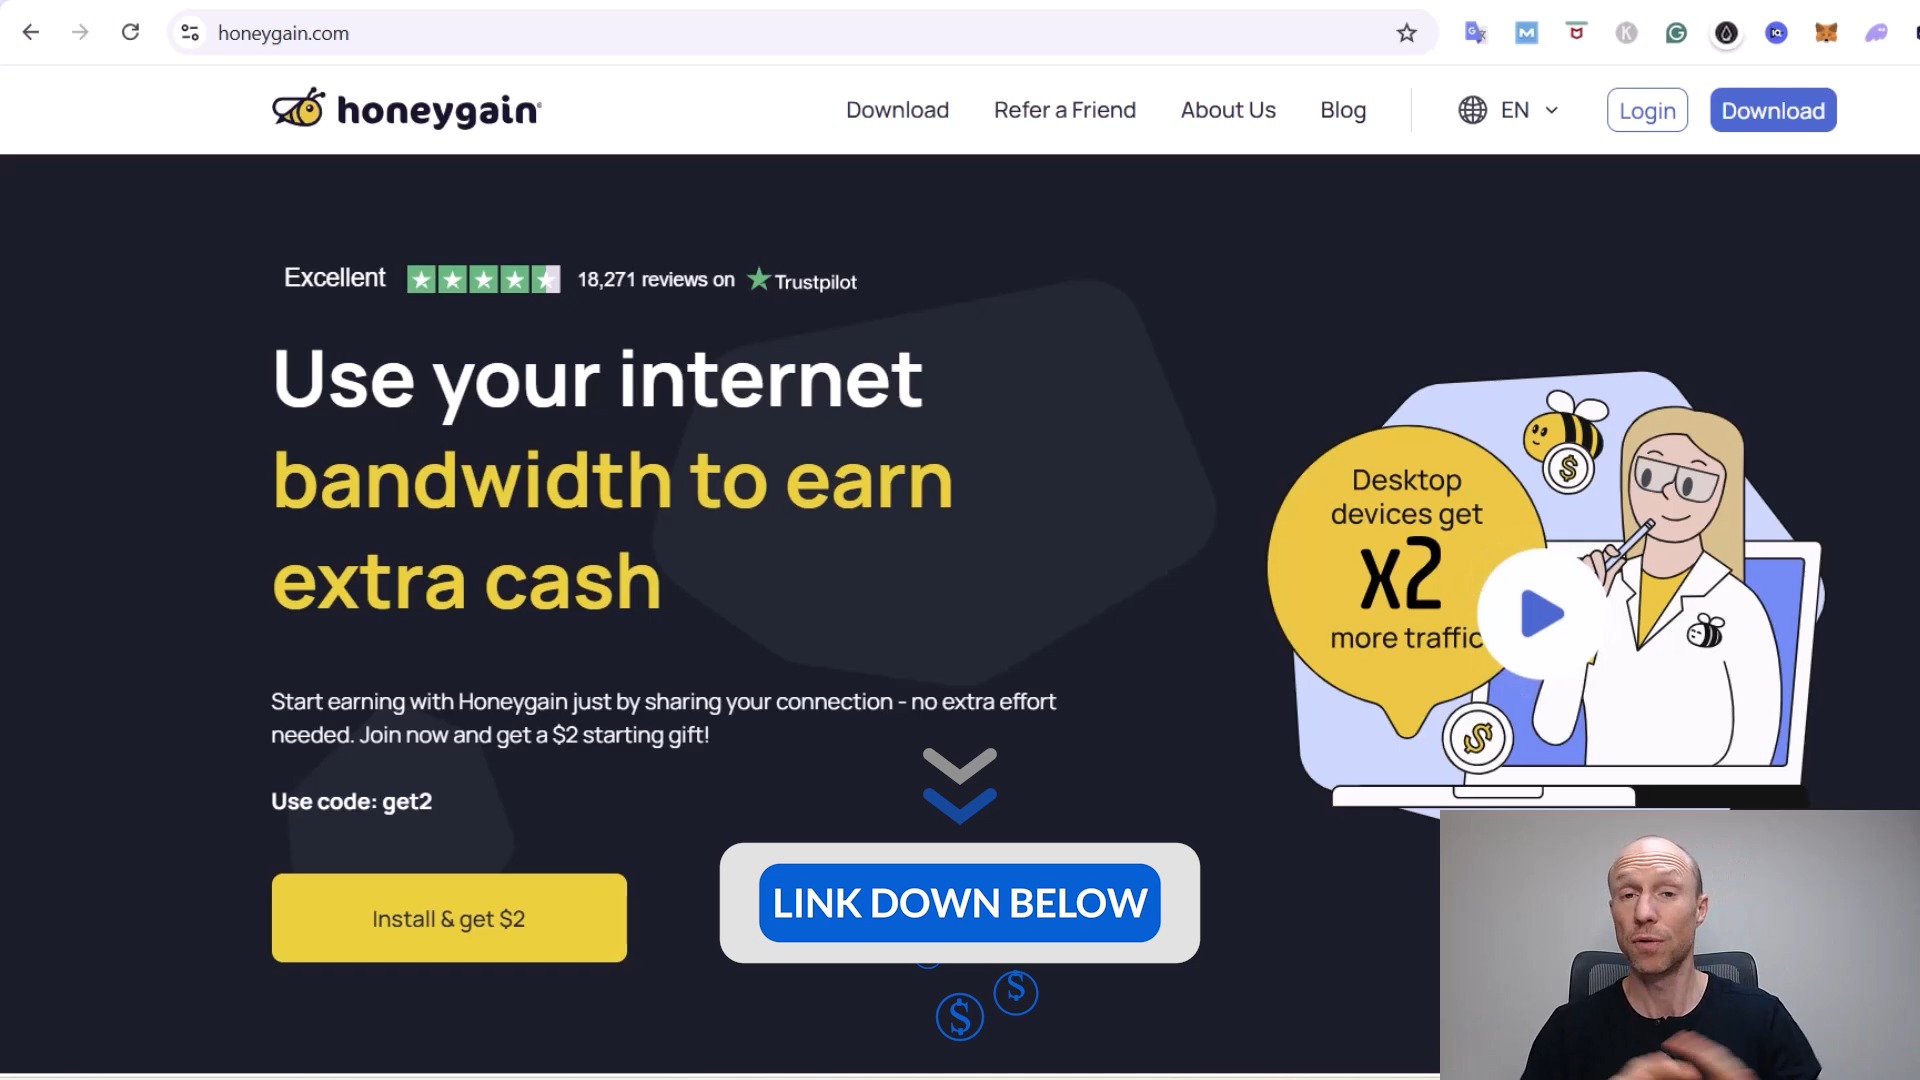 honeygain.com
honeygain
Download
Refer a Friend
About Us
Blog
EN
Login
Download
Excellent
18,271 reviews on
Trustpilot
Use your internet
bandwidth to earn
extra cash
Desktop
devices get
x2
more traffic
Start earning with Honeygain just by sharing your connection - no extra effort
needed. Join now and get a $2 starting gift!
Use code: get2
Install & get $2
LINK DOWN BELOW